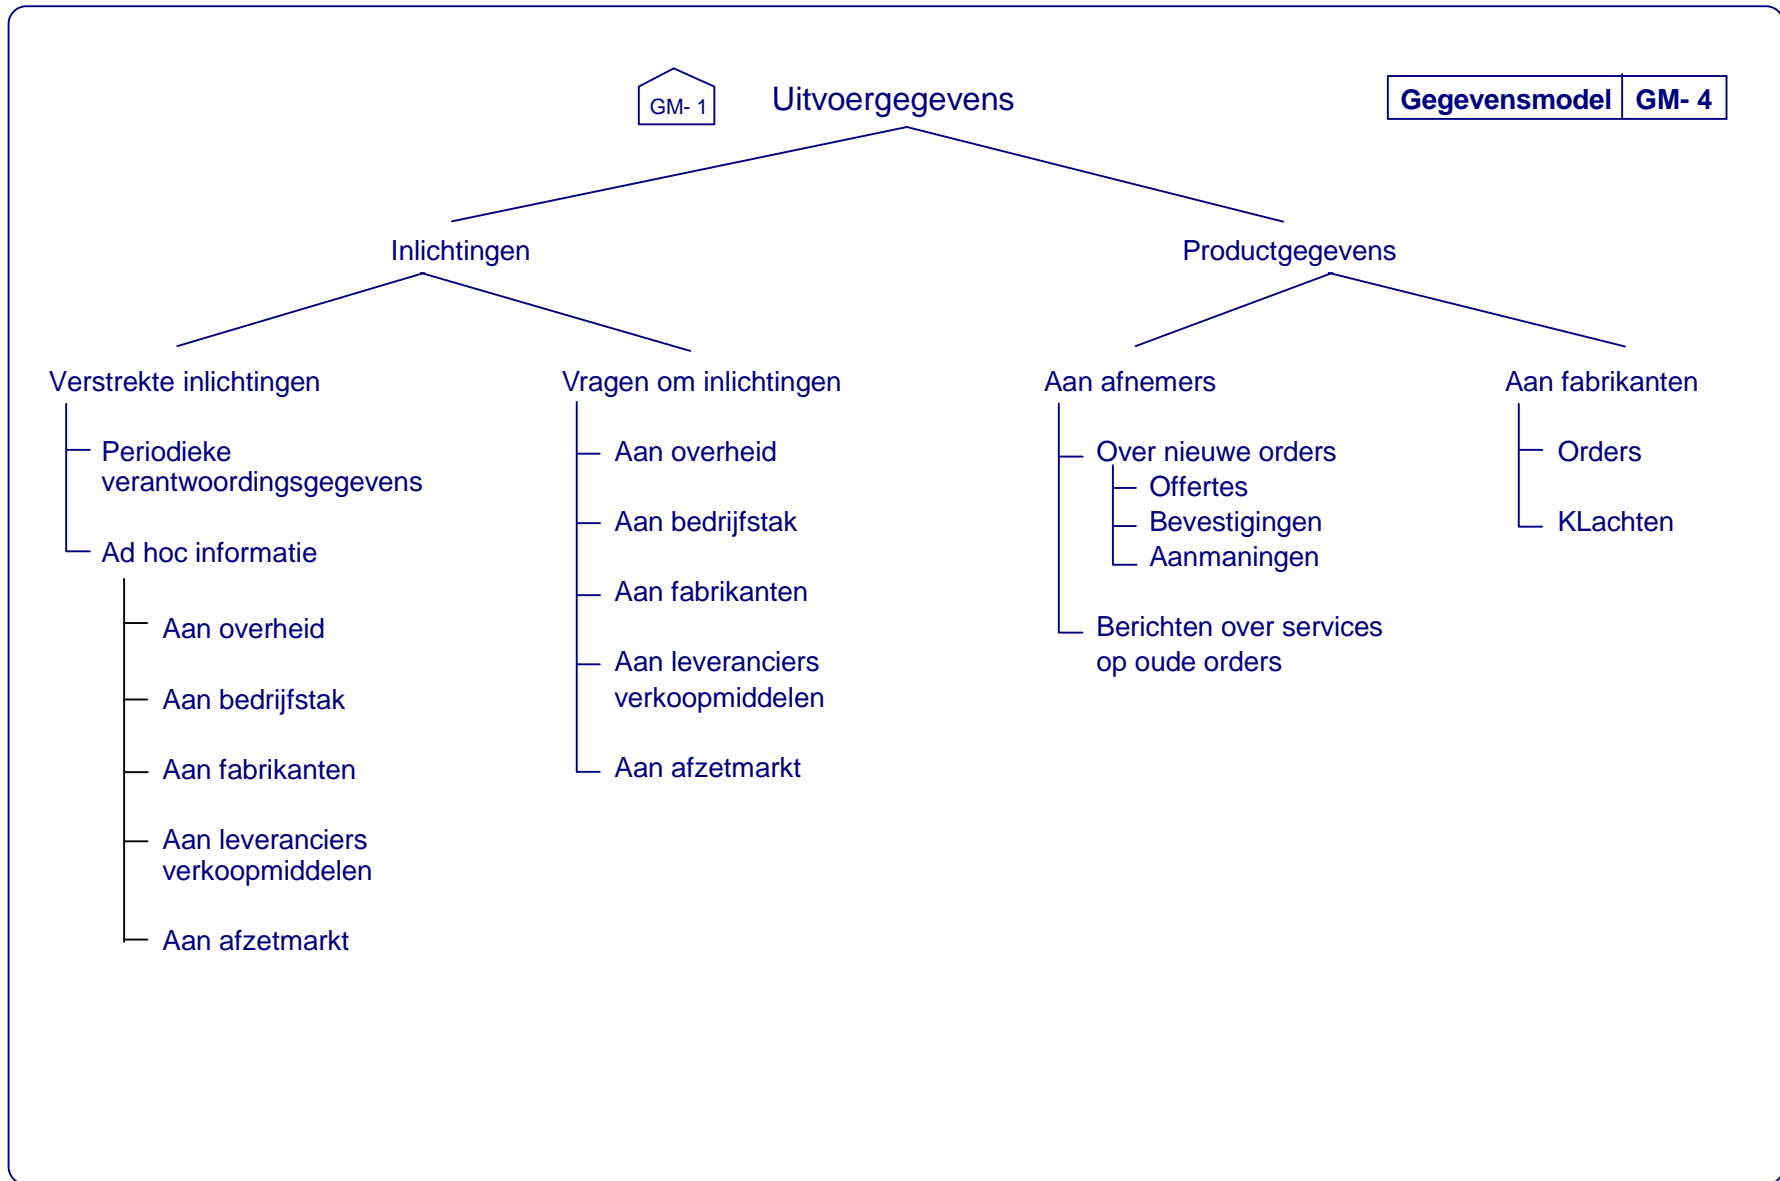 GM- 1
Uitvoergegevens
Gegevensmodel GM- 4
Inlichtingen
Productgegevens
Verstrekte inlichtingen
Periodieke
verantwoordingsgegevens
Ad hoc informatie
Aan overheid
Aan bedrijfstak
Aan fabrikanten
Aan leveranciers
verkoopmiddelen
Aan afzetmarkt
Vragen om inlichtingen
Aan overheid
Aan bedrijfstak
Aan fabrikanten
Aan leveranciers
verkoopmiddelen
Aan afzetmarkt
Aan afnemers
Over nieuwe orders
Offertes
Bevestigingen
Aanmaningen
Berichten over services
op oude orders
Aan fabrikanten
Orders
KLachten